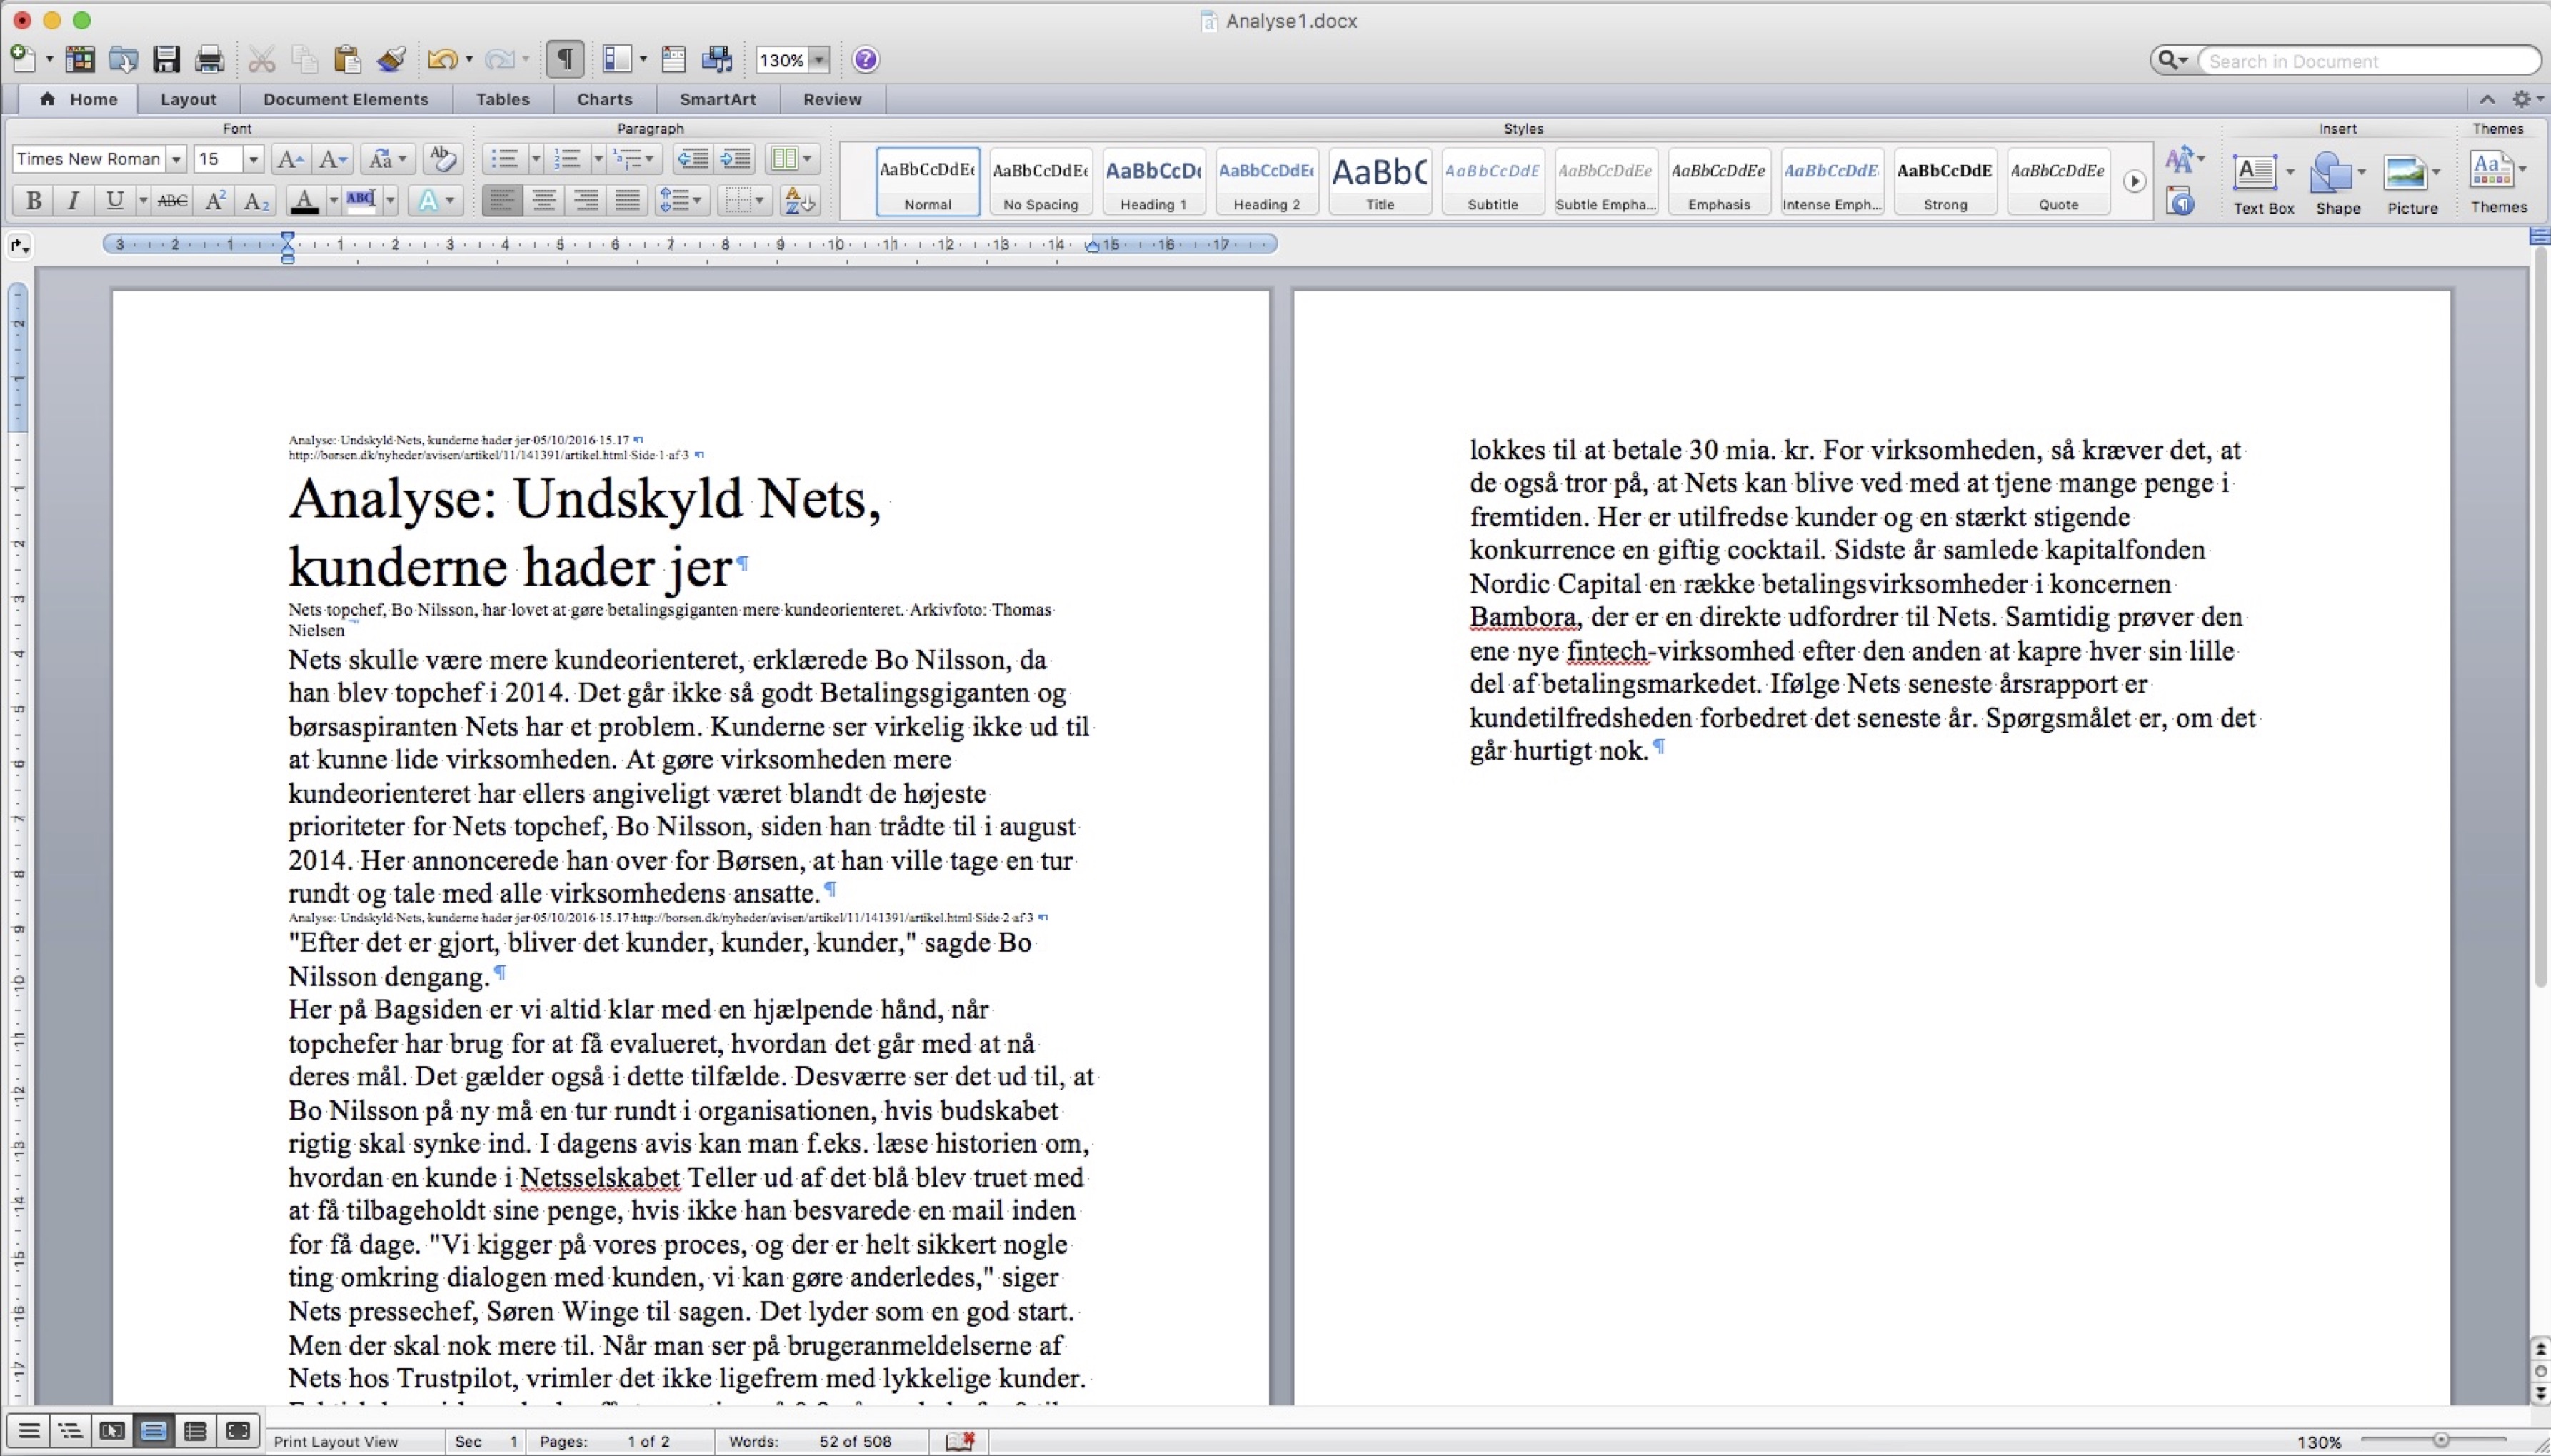 Analyse1.docx
130%
Search in Document
Home Layout Document Elements Tables Charts SmartArt Review
Font Paragraph Styles Insert Themes
Times New Roman 15
AaBbCcDdEe AaBbCcDdEe AaBbCcDd AaBbCcDdEe AaBbC AaBbCcDdE AaBbCcDdEe AaBbCcDdEe AaBbCcDdE AaBbCcDdE AaBbCcDdEe
Normal No Spacing Heading 1 Heading 2 Title Subtitle Subtle Empha... Emphasis Intense Emph... Strong Quote
Text Box Shape Picture Themes
3 2 1 1 2 3 4 5 6 7 8 9 10 11 12 13 14 15 16 17
Analyse: Undskyld Nets, kunderne hader jer 05/10/2016 15.17
http://borsen.dk/nyheder/avisen/artikel/11/141391/artikel.html Side 1 af 3
Analyse: Undskyld Nets,
kunderne hader jer
Nets topchef, Bo Nilsson, har lovet at gøre betalingsgiganten mere kundeorienteret. Arkivfoto: Thomas
Nielsen
Nets skulle være mere kundeorienteret, erklærede Bo Nilsson, da
han blev topchef i 2014. Det går ikke så godt Betalingsgiganten og
børsaspiranten Nets har et problem. Kunderne ser virkelig ikke ud til
at kunne lide virksomheden. At gøre virksomheden mere
kundeorienteret har ellers angiveligt været blandt de højeste
prioriteter for Nets topchef, Bo Nilsson, siden han trådte til i august
2014. Her annoncerede han over for Børsen, at han ville tage en tur
rundt og tale med alle virksomhedens ansatte.
Analyse: Undskyld Nets, kunderne hader jer 05/10/2016 15.17 http://borsen.dk/nyheder/avisen/artikel/11/141391/artikel.html Side 2 af 3
"Efter det er gjort, bliver det kunder, kunder, kunder," sagde Bo
Nilsson dengang.
Her på Bagsiden er vi altid klar med en hjælpende hånd, når
topchefer har brug for at få evalueret, hvordan det går med at nå
deres mål. Det gælder også i dette tilfælde. Desværre ser det ud til, at
Bo Nilsson på ny må en tur rundt i organisationen, hvis budskabet
rigtig skal synke ind. I dagens avis kan man f.eks. læse historien om,
hvordan en kunde i Netsselskabet Teller ud af det blå blev truet med
at få tilbageholdt sine penge, hvis ikke han besvarede en mail inden
for få dage. "Vi kigger på vores proces, og der er helt sikkert nogle
ting omkring dialogen med kunden, vi kan gøre anderledes," siger
Nets pressechef, Søren Winge til sagen. Det lyder som en god start.
Men der skal nok mere til. Når man ser på brugeranmeldelserne af
Nets hos Trustpilot, vrimler det ikke ligefrem med lykkelige kunder.
lokkes til at betale 30 mia. kr. For virksomheden, så kræver det, at
de også tror på, at Nets kan blive ved med at tjene mange penge i
fremtiden. Her er utilfredse kunder og en stærkt stigende
konkurrence en giftig cocktail. Sidste år samlede kapitalfonden
Nordic Capital en række betalingsvirksomheder i koncernen
Bambora, der er en direkte udfordrer til Nets. Samtidig prøver den
ene nye fintech-virksomhed efter den anden at kapre hver sin lille
del af betalingsmarkedet. Ifølge Nets seneste årsrapport er
kundetilfredsheden forbedret det seneste år. Spørgsmålet er, om det
går hurtigt nok.
Print Layout View Sec 1 Pages: 1 of 2 Words: 52 of 508 130%